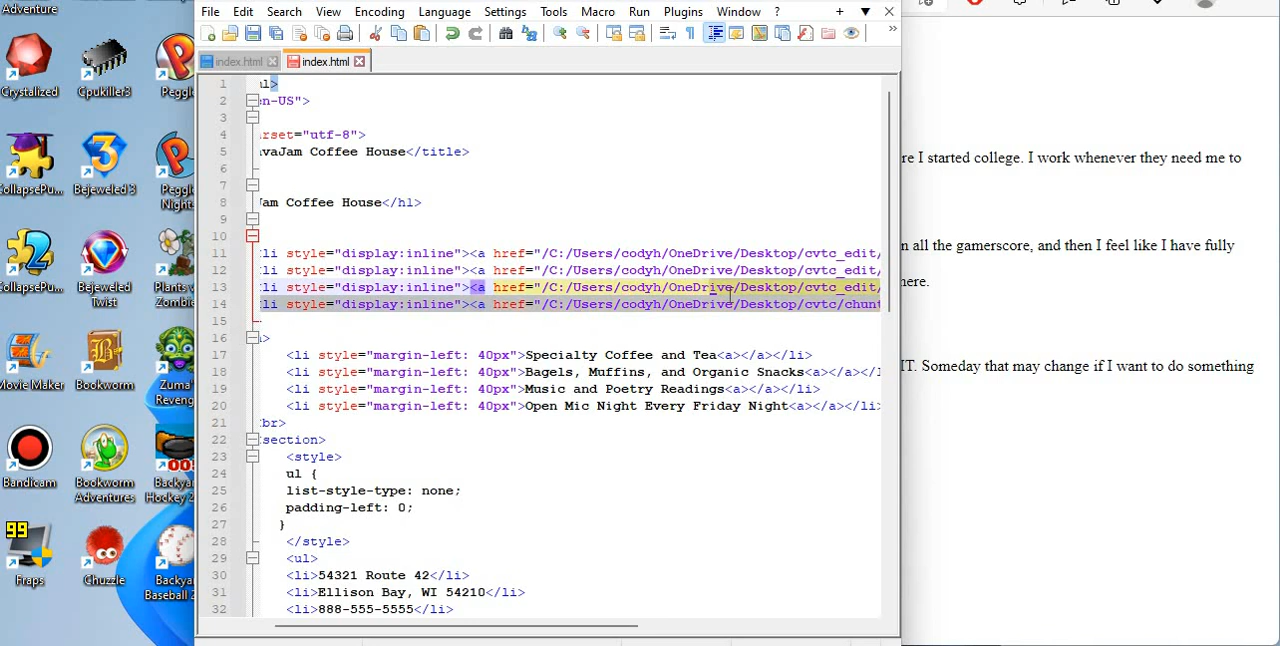 Adventure
Crystalized
Cpukiller3
Peggle
CollapsePu...
Bejeweled 3
Peggle
Night
CollapsePu...
Bejeweled
Twist
Plants v
Zombie
Movie Maker
Bookworm
Zuma'
Reveng
Bandicam
Bookworm
Adventures
Backya
Hockey 2
99
Fraps
Chuzzle
Backya
Baseball 2
File Edit Search View Encoding Language Settings Tools Macro Run Plugins Window ?
index.html index.html
1 nl>
2 en-US">
3
4 arset="utf-8">
5 avaJam Coffee House</title>
6
7
8 Jam Coffee House</h1>
9
10
11 li style="display:inline"><a href="/C:/Users/codyh/OneDrive/Desktop/cvtc_edit/
12 li style="display:inline"><a href="/C:/Users/codyh/OneDrive/Desktop/cvtc_edit/
13 li style="display:inline"><a href="/C:/Users/codyh/OneDrive/Desktop/cvtc_edit/
14 li style="display:inline"><a href="/C:/Users/codyh/OneDrive/Desktop/cvtc/chunt
15
16 >
17 <li style="margin-left: 40px">Specialty Coffee and Tea<a></a></li>
18 <li style="margin-left: 40px">Bagels, Muffins, and Organic Snacks<a></a></l
19 <li style="margin-left: 40px">Music and Poetry Readings<a></a></li>
20 <li style="margin-left: 40px">Open Mic Night Every Friday Night<a></a></li>
21 <br>
22 /section>
23 <style>
24 ul {
25 list-style-type: none;
26 padding-left: 0;
27 }
28 </style>
29 <ul>
30 <li>54321 Route 42</li>
31 <li>Ellison Bay, WI 54210</li>
32 <li>888-555-5555</li>
re I started college. I work whenever they need me to
n all the gamerscore, and then I feel like I have fully
here.
IT. Someday that may change if I want to do something